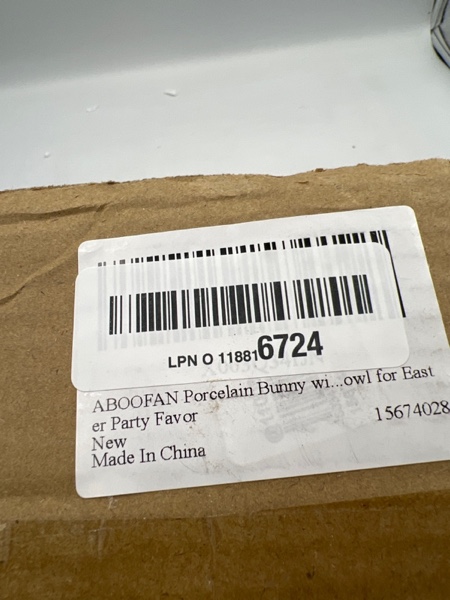 LPN O 118816724
ABOOFAN Porcelain Bunny wi...owl for East
er Party Favor
15674028
New
Made In China